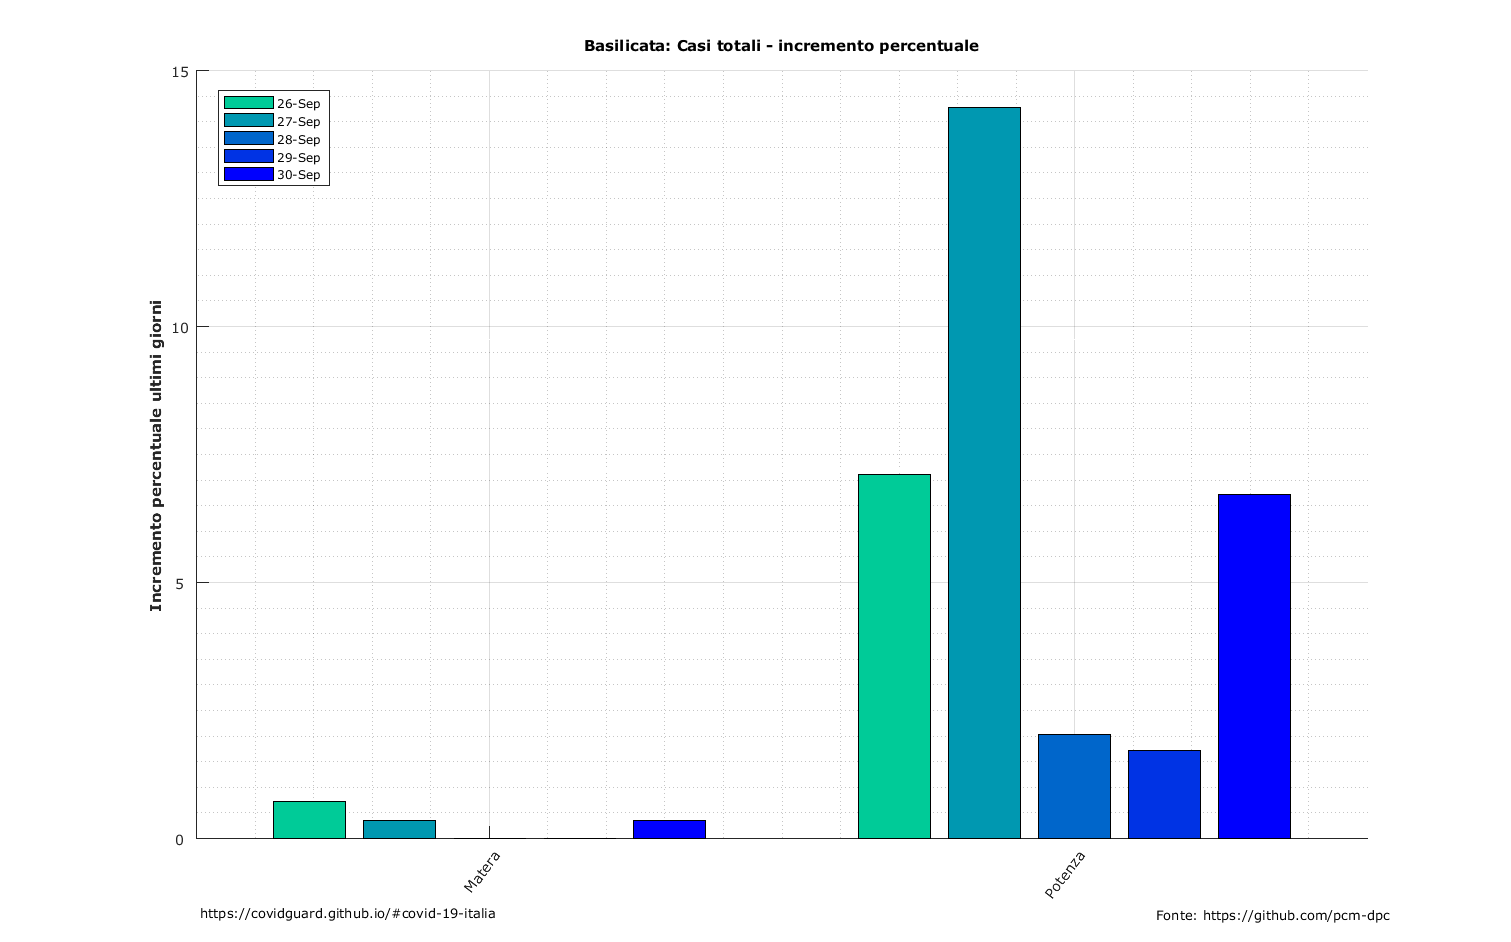 Basilicata: Casi totali - incremento percentuale
15
10
5
0
Incremento percentuale ultimi giorni
26-Sep
27-Sep
28-Sep
29-Sep
30-Sep
Matera
Potenza
https://covidguard.github.io/#covid-19-italia
Fonte: https://github.com/pcm-dpc